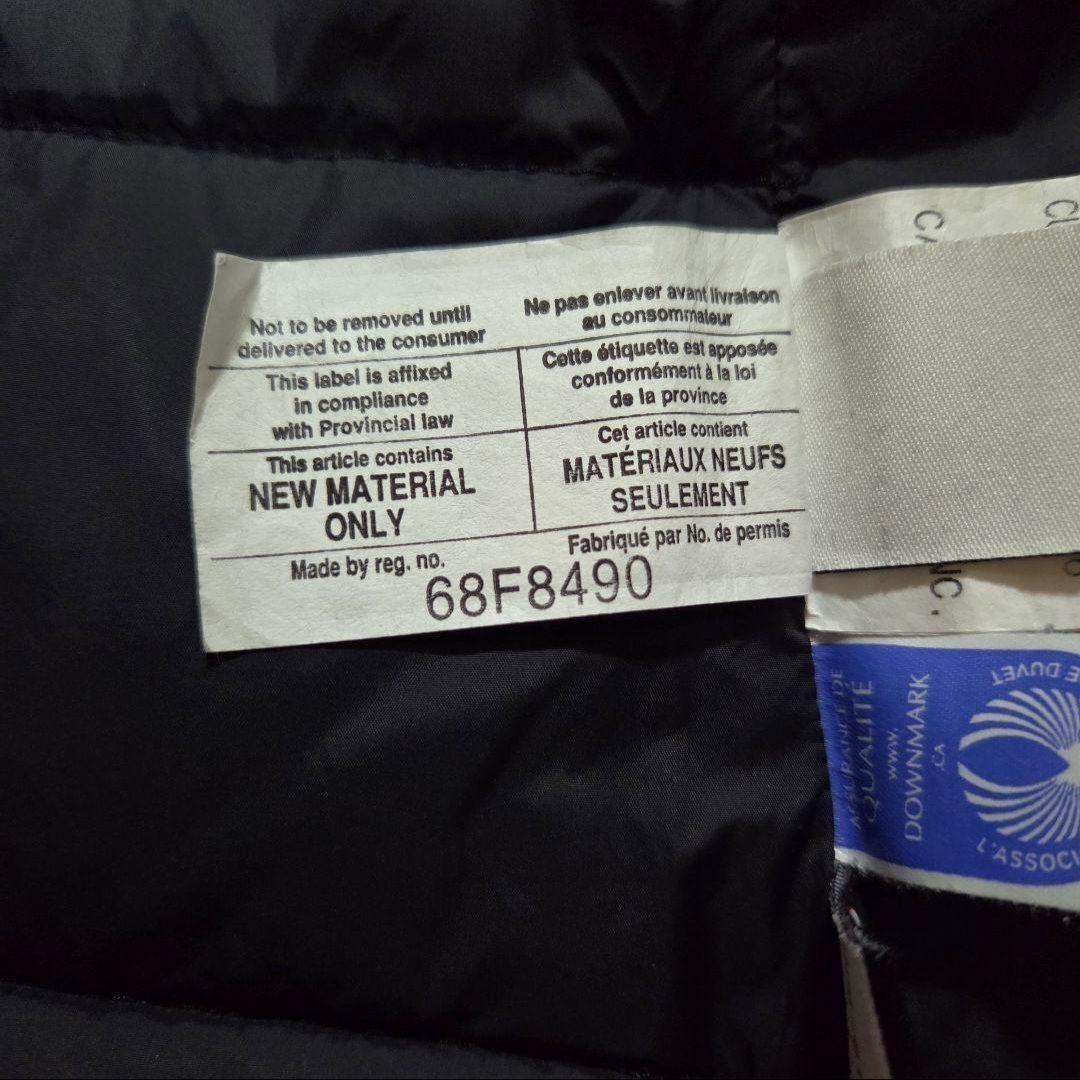 Not to be removed until
delivered to the consumer
Ne pas enlever avant livraison
au consommateur
This label is affixed
in compliance
with Provincial law
Cette étiquette est apposée
conformément à la loi
de la province
This article contains
NEW MATERIAL
ONLY
Cet article contient
MATÉRIAUX NEUFS
SEULEMENT
Made by reg. no.
Fabriqué par No. de permis
68F8490
NC.
QUALITÉ
www.
DOWNMARK
.CA
E DUVET
L'ASSOCI